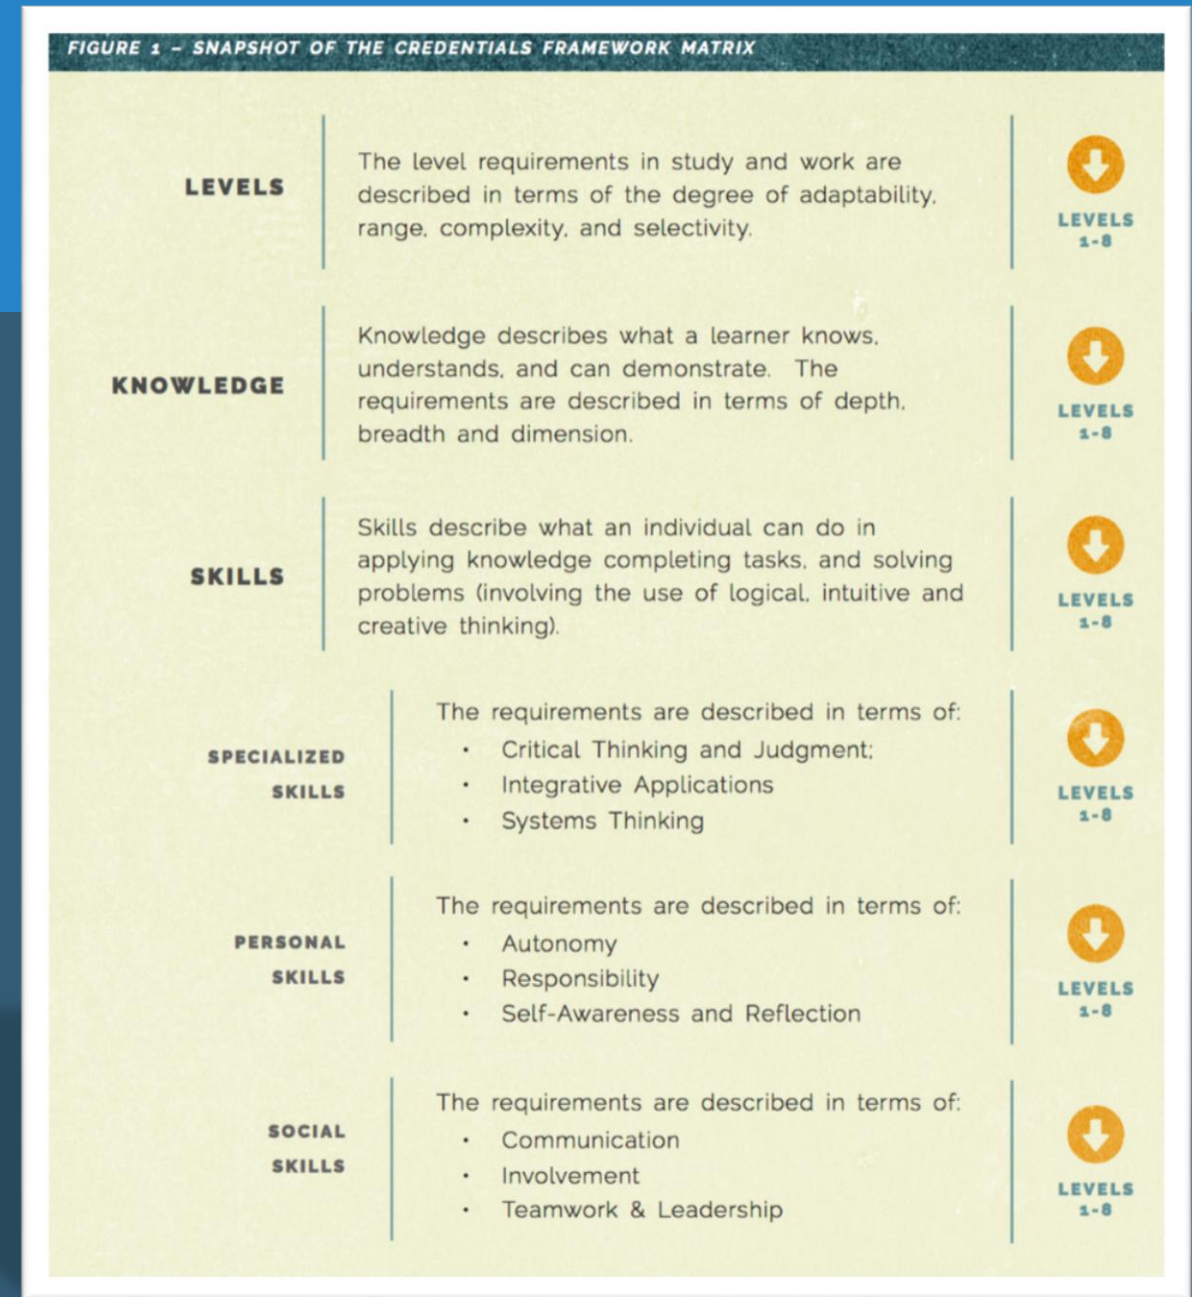 FIGURE 1 – SNAPSHOT OF THE CREDENTIALS FRAMEWORK MATRIX
LEVELS
The level requirements in study and work are
described in terms of the degree of adaptability,
range, complexity, and selectivity.
LEVELS
1-8
KNOWLEDGE
Knowledge describes what a learner knows,
understands, and can demonstrate. The
requirements are described in terms of depth,
breadth and dimension.
LEVELS
1-8
SKILLS
Skills describe what an individual can do in
applying knowledge completing tasks, and solving
problems (involving the use of logical, intuitive and
creative thinking).
LEVELS
1-8
SPECIALIZED
SKILLS
The requirements are described in terms of:
• Critical Thinking and Judgment;
• Integrative Applications
• Systems Thinking
LEVELS
1-8
PERSONAL
SKILLS
The requirements are described in terms of:
• Autonomy
• Responsibility
• Self-Awareness and Reflection
LEVELS
1-8
SOCIAL
SKILLS
The requirements are described in terms of:
• Communication
• Involvement
• Teamwork & Leadership
LEVELS
1-8